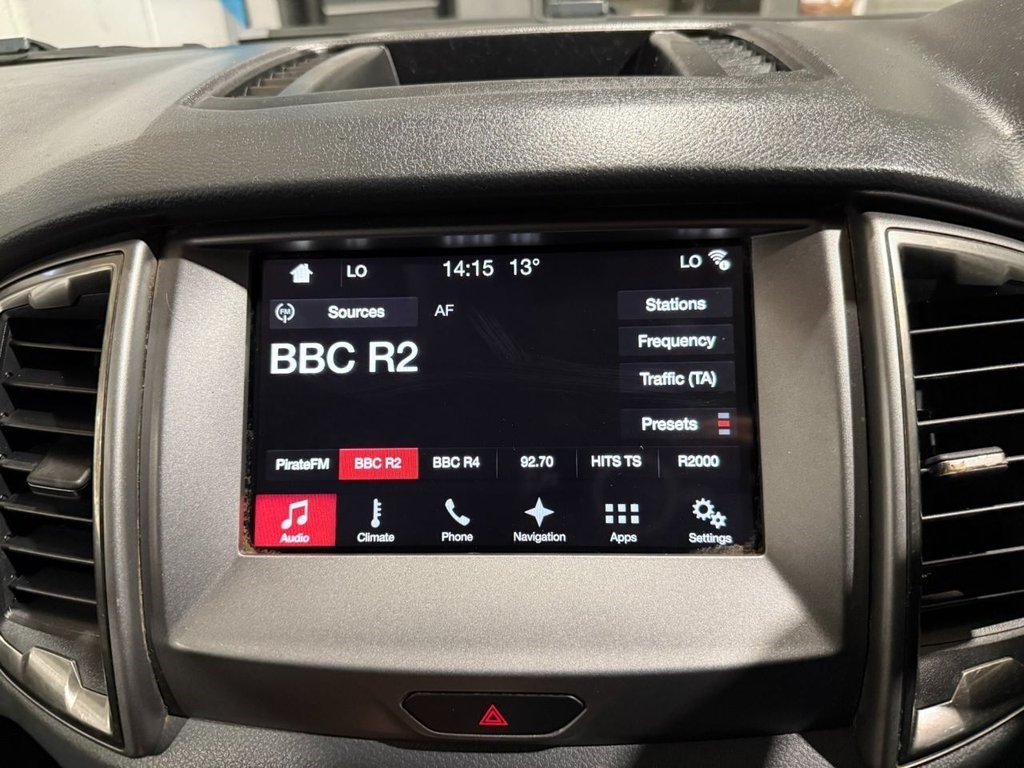 LO 14:15 13° LO
FM Sources AF Stations
BBC R2
Frequency
Traffic (TA)
Presets
PirateFM BBC R2 BBC R4 92.70 HITS TS R2000
Audio Climate Phone Navigation Apps Settings